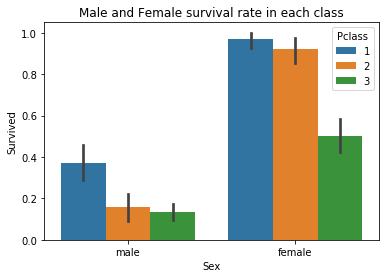 Male and Female survival rate in each class
Pclass
1
2
3
1.0
0.8
0.6
0.4
0.2
0.0
Survived
male
female
Sex